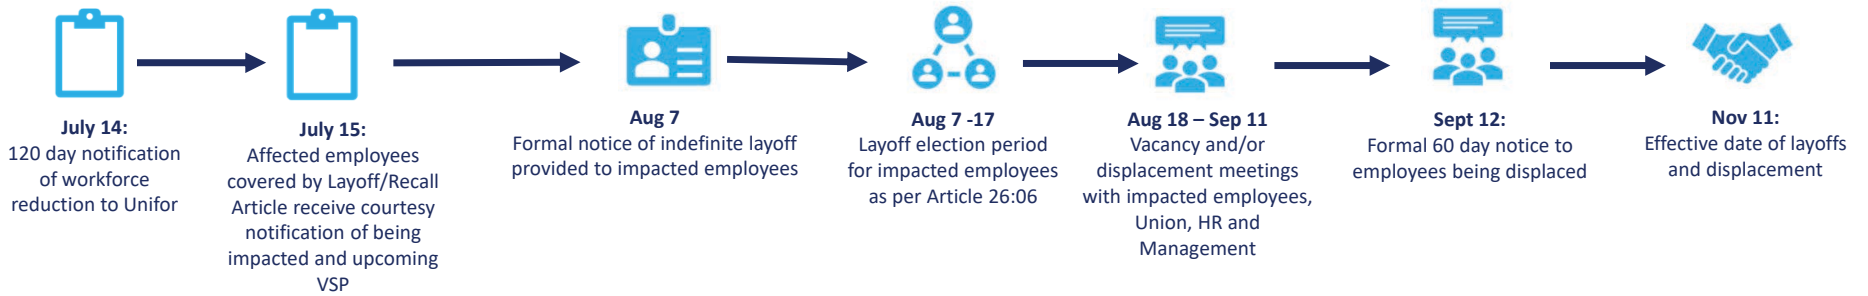 July 14:
120 day notification
of workforce
reduction to Unifor
July 15:
Affected employees
covered by Layoff/Recall
Article receive courtesy
notification of being
impacted and upcoming
VSP
Aug 7
Formal notice of indefinite layoff
provided to impacted employees
Aug 7 -17
Layoff election period
for impacted employees
as per Article 26:06
Aug 18 – Sep 11
Vacancy and/or
displacement meetings
with impacted employees,
Union, HR and
Management
Sept 12:
Formal 60 day notice to
employees being displaced
Nov 11:
Effective date of layoffs
and displacement